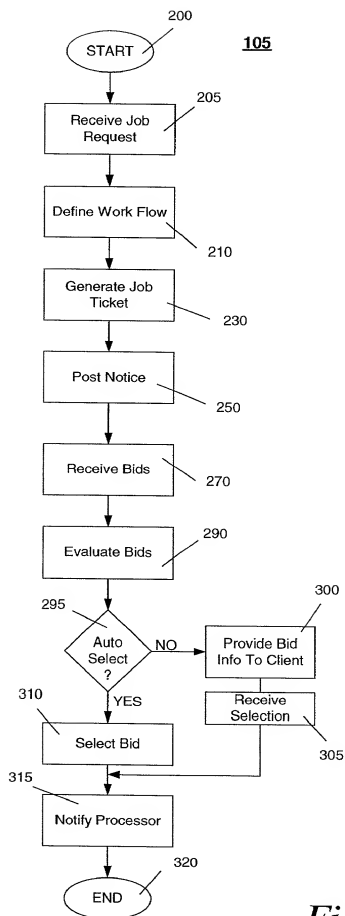 200
START
105
205
Receive Job
Request
Define Work Flow
210
Generate Job
Ticket
230
Post Notice
250
Receive Bids
270
290
Evaluate Bids
295
Auto
Select
?
NO
300
Provide Bid
Info To Client
Receive
Selection
305
YES
310
Select Bid
315
Notify Processor
END
320